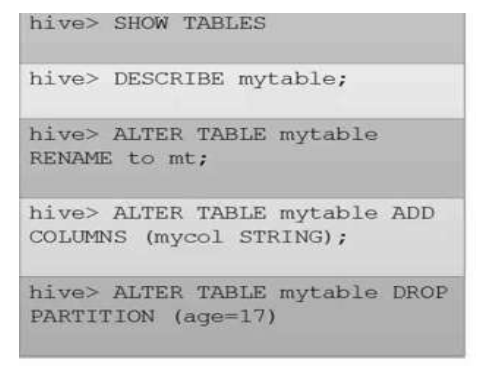 hive> SHOW TABLES
hive> DESCRIBE mytable;
hive> ALTER TABLE mytable
RENAME to mt;
hive> ALTER TABLE mytable ADD
COLUMNS (mycol STRING);
hive> ALTER TABLE mytable DROP
PARTITION (age=17)